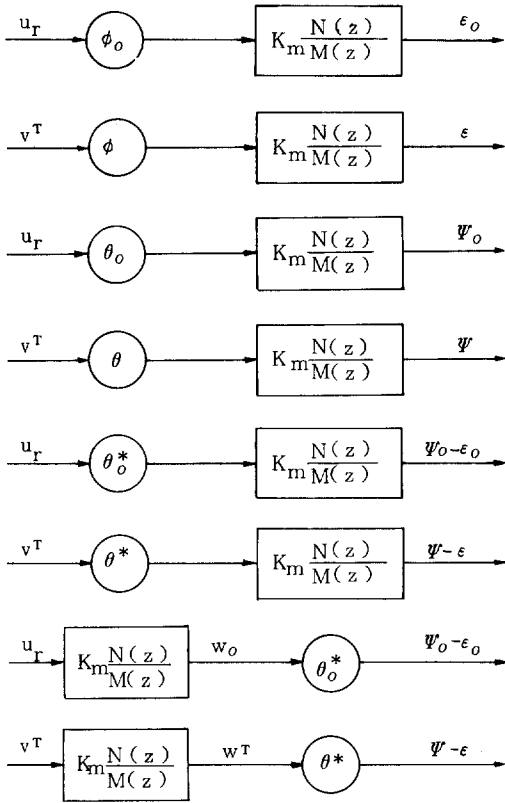 u_r ϕ_o K_m N(z)/M(z) ε_o
v^T ϕ K_m N(z)/M(z) ε
u_r θ_o K_m N(z)/M(z) Ψ_o
v^T θ K_m N(z)/M(z) Ψ
u_r θ_o^* K_m N(z)/M(z) Ψ_o-ε_o
v^T θ^* K_m N(z)/M(z) Ψ-ε
u_r K_m N(z)/M(z) w_o θ_o^* Ψ_o-ε_o
v^T K_m N(z)/M(z) w^T θ^* Ψ-ε